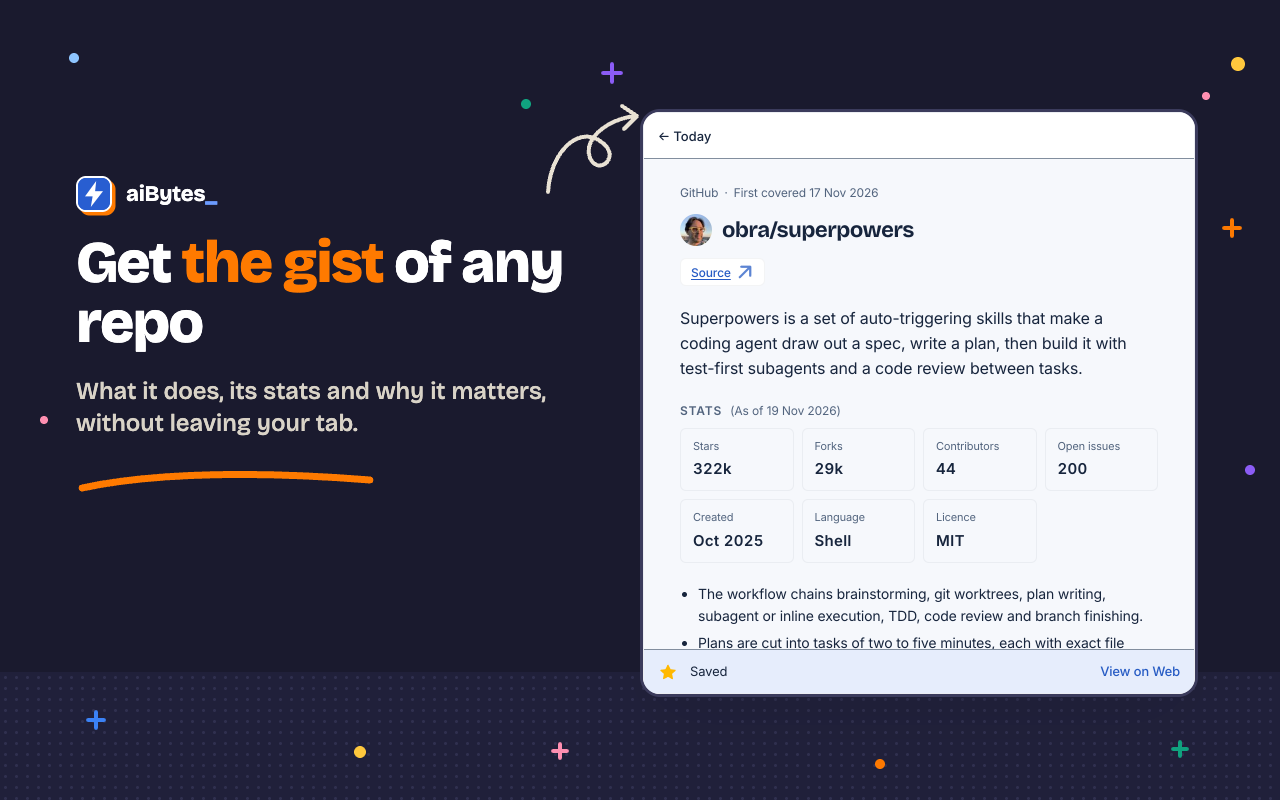 aiBytes_
Get the gist of any
repo
What it does, its stats and why it matters,
without leaving your tab.
← Today
GitHub · First covered 17 Nov 2026
obra/superpowers
Source
Superpowers is a set of auto-triggering skills that make a
coding agent draw out a spec, write a plan, then build it with
test-first subagents and a code review between tasks.
STATS (As of 19 Nov 2026)
Stars Forks Contributors Open issues
322k 29k 44 200
Created Language Licence
Oct 2025 Shell MIT
• The workflow chains brainstorming, git worktrees, plan writing,
subagent or inline execution, TDD, code review and branch finishing.
• Plans are cut into tasks of two to five minutes, each with exact file
Saved View on Web